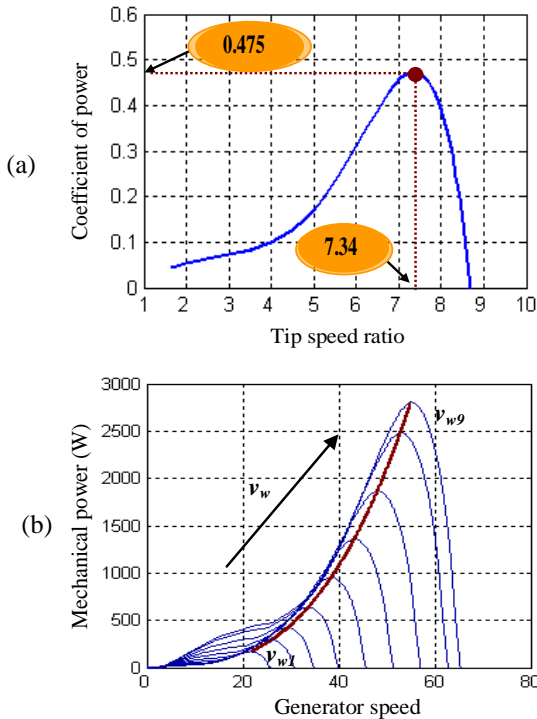 (a)
Coefficient of power
0.6
0.5
0.4
0.3
0.2
0.1
0
0.475
7.34
1 2 3 4 5 6 7 8 9 10
Tip speed ratio
(b)
Mechanical power (W)
3000
2500
2000
1500
1000
500
0
v_w
v_w9
v_w1
0 20 40 60 80
Generator speed